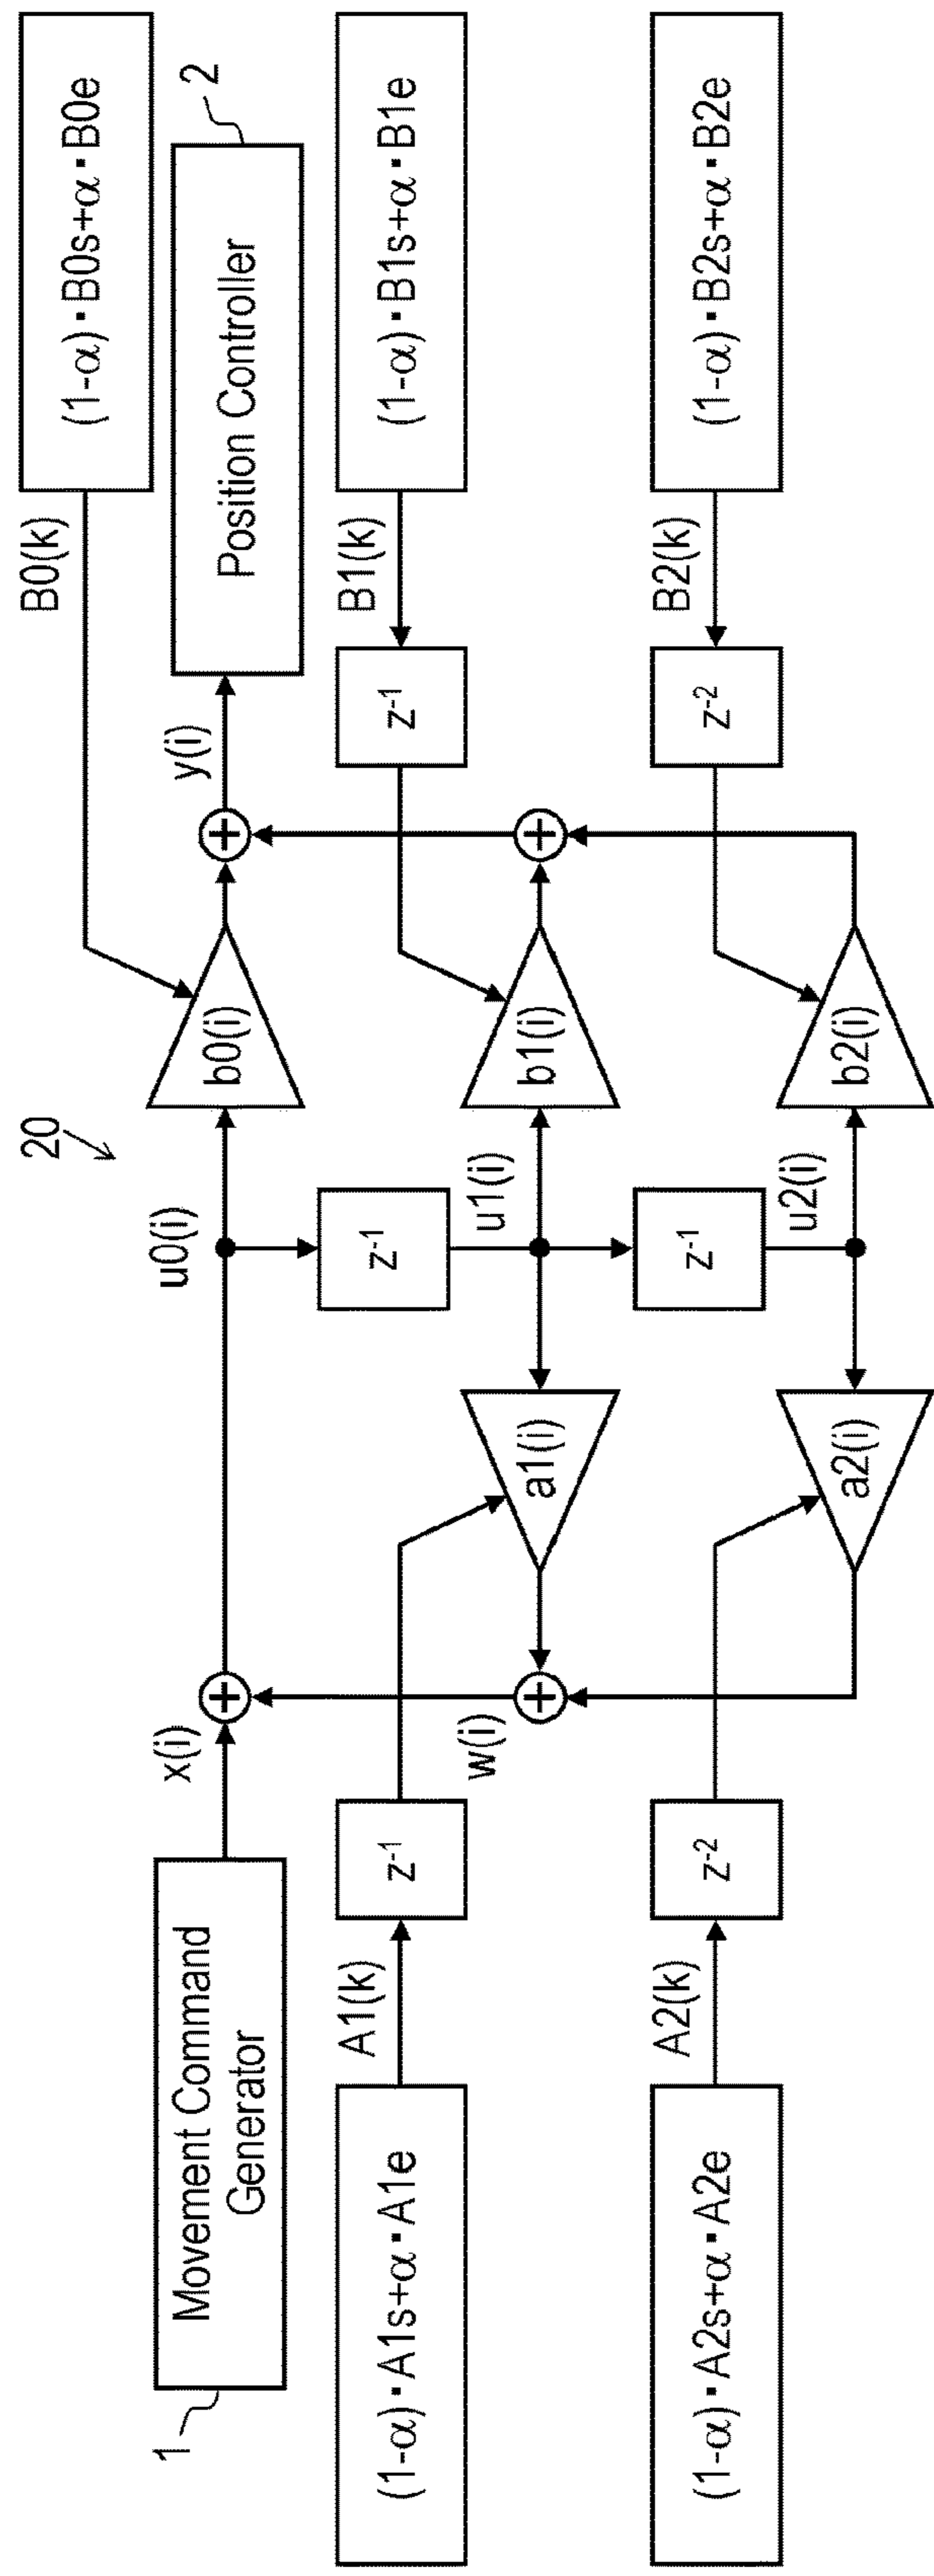 20
1
Movement Command
Generator
x(i)
u0(i)
b0(i)
y(i)
Position Controller
2
B0(k)
(1-α)・B0s+α・B0e
(1-α)・A1s+α・A1e
A1(k)
z-1
w(i)
a1(i)
z-1
u1(i)
b1(i)
z-1
B1(k)
(1-α)・B1s+α・B1e
(1-α)・A2s+α・A2e
A2(k)
z-2
a2(i)
z-1
u2(i)
b2(i)
z-2
B2(k)
(1-α)・B2s+α・B2e